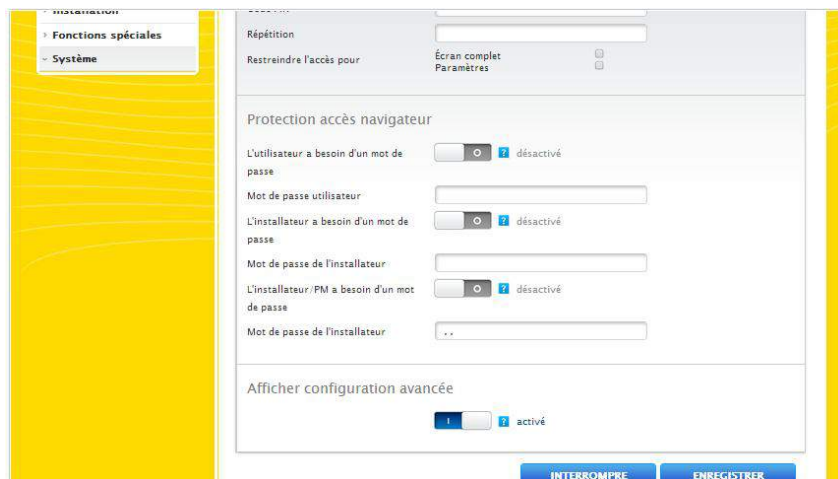 Installation
Fonctions spéciales
Système
Répétition
Restreindre l'accès pour
Écran complet
Paramètres
Protection accès navigateur
L'utilisateur a besoin d'un mot de
passe
? désactivé
Mot de passe utilisateur
L'installateur a besoin d'un mot de
passe
? désactivé
Mot de passe de l'installateur
L'installateur/PM a besoin d'un mot
de passe
? désactivé
Mot de passe de l'Installateur
..
Afficher configuration avancée
I ? activé
INTERROMPRE
ENREGISTRER